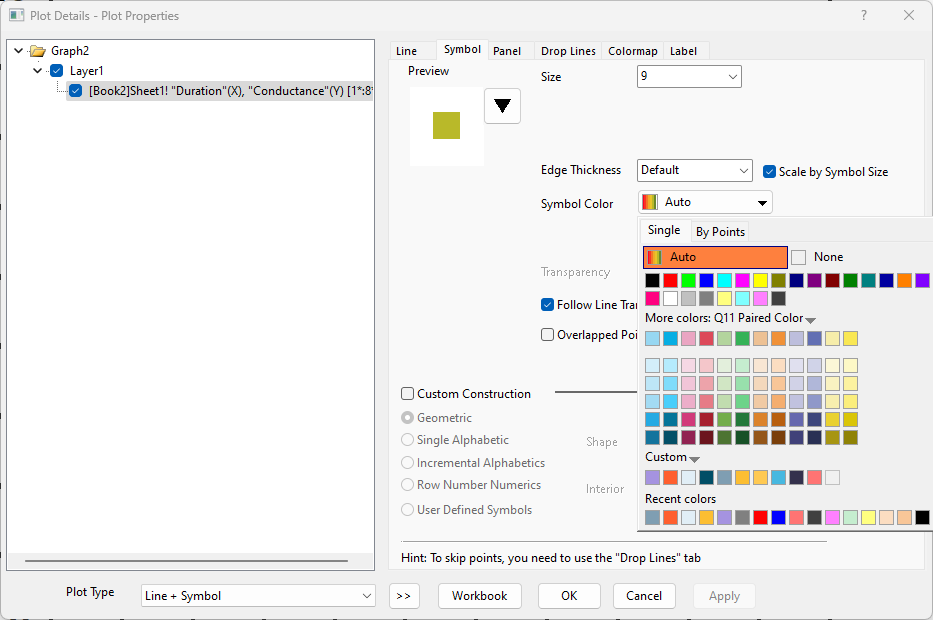 Plot Details - Plot Properties
?
Graph2
Layer1
[Book2]Sheet1! "Duration"(X), "Conductance"(Y) [1*:8*
Line Symbol Panel Drop Lines Colormap Label
Preview
Size 9
Edge Thickness Default Scale by Symbol Size
Symbol Color Auto
Single By Points
Auto None
Transparency
Follow Line Tran
Overlapped Poi
More colors: Q11 Paired Color
Custom Construction
Geometric
Single Alphabetic
Incremental Alphabetics
Row Number Numerics
User Defined Symbols
Shape
Interior
Custom
Recent colors
Hint: To skip points, you need to use the "Drop Lines" tab
Plot Type Line + Symbol >> Workbook OK Cancel Apply